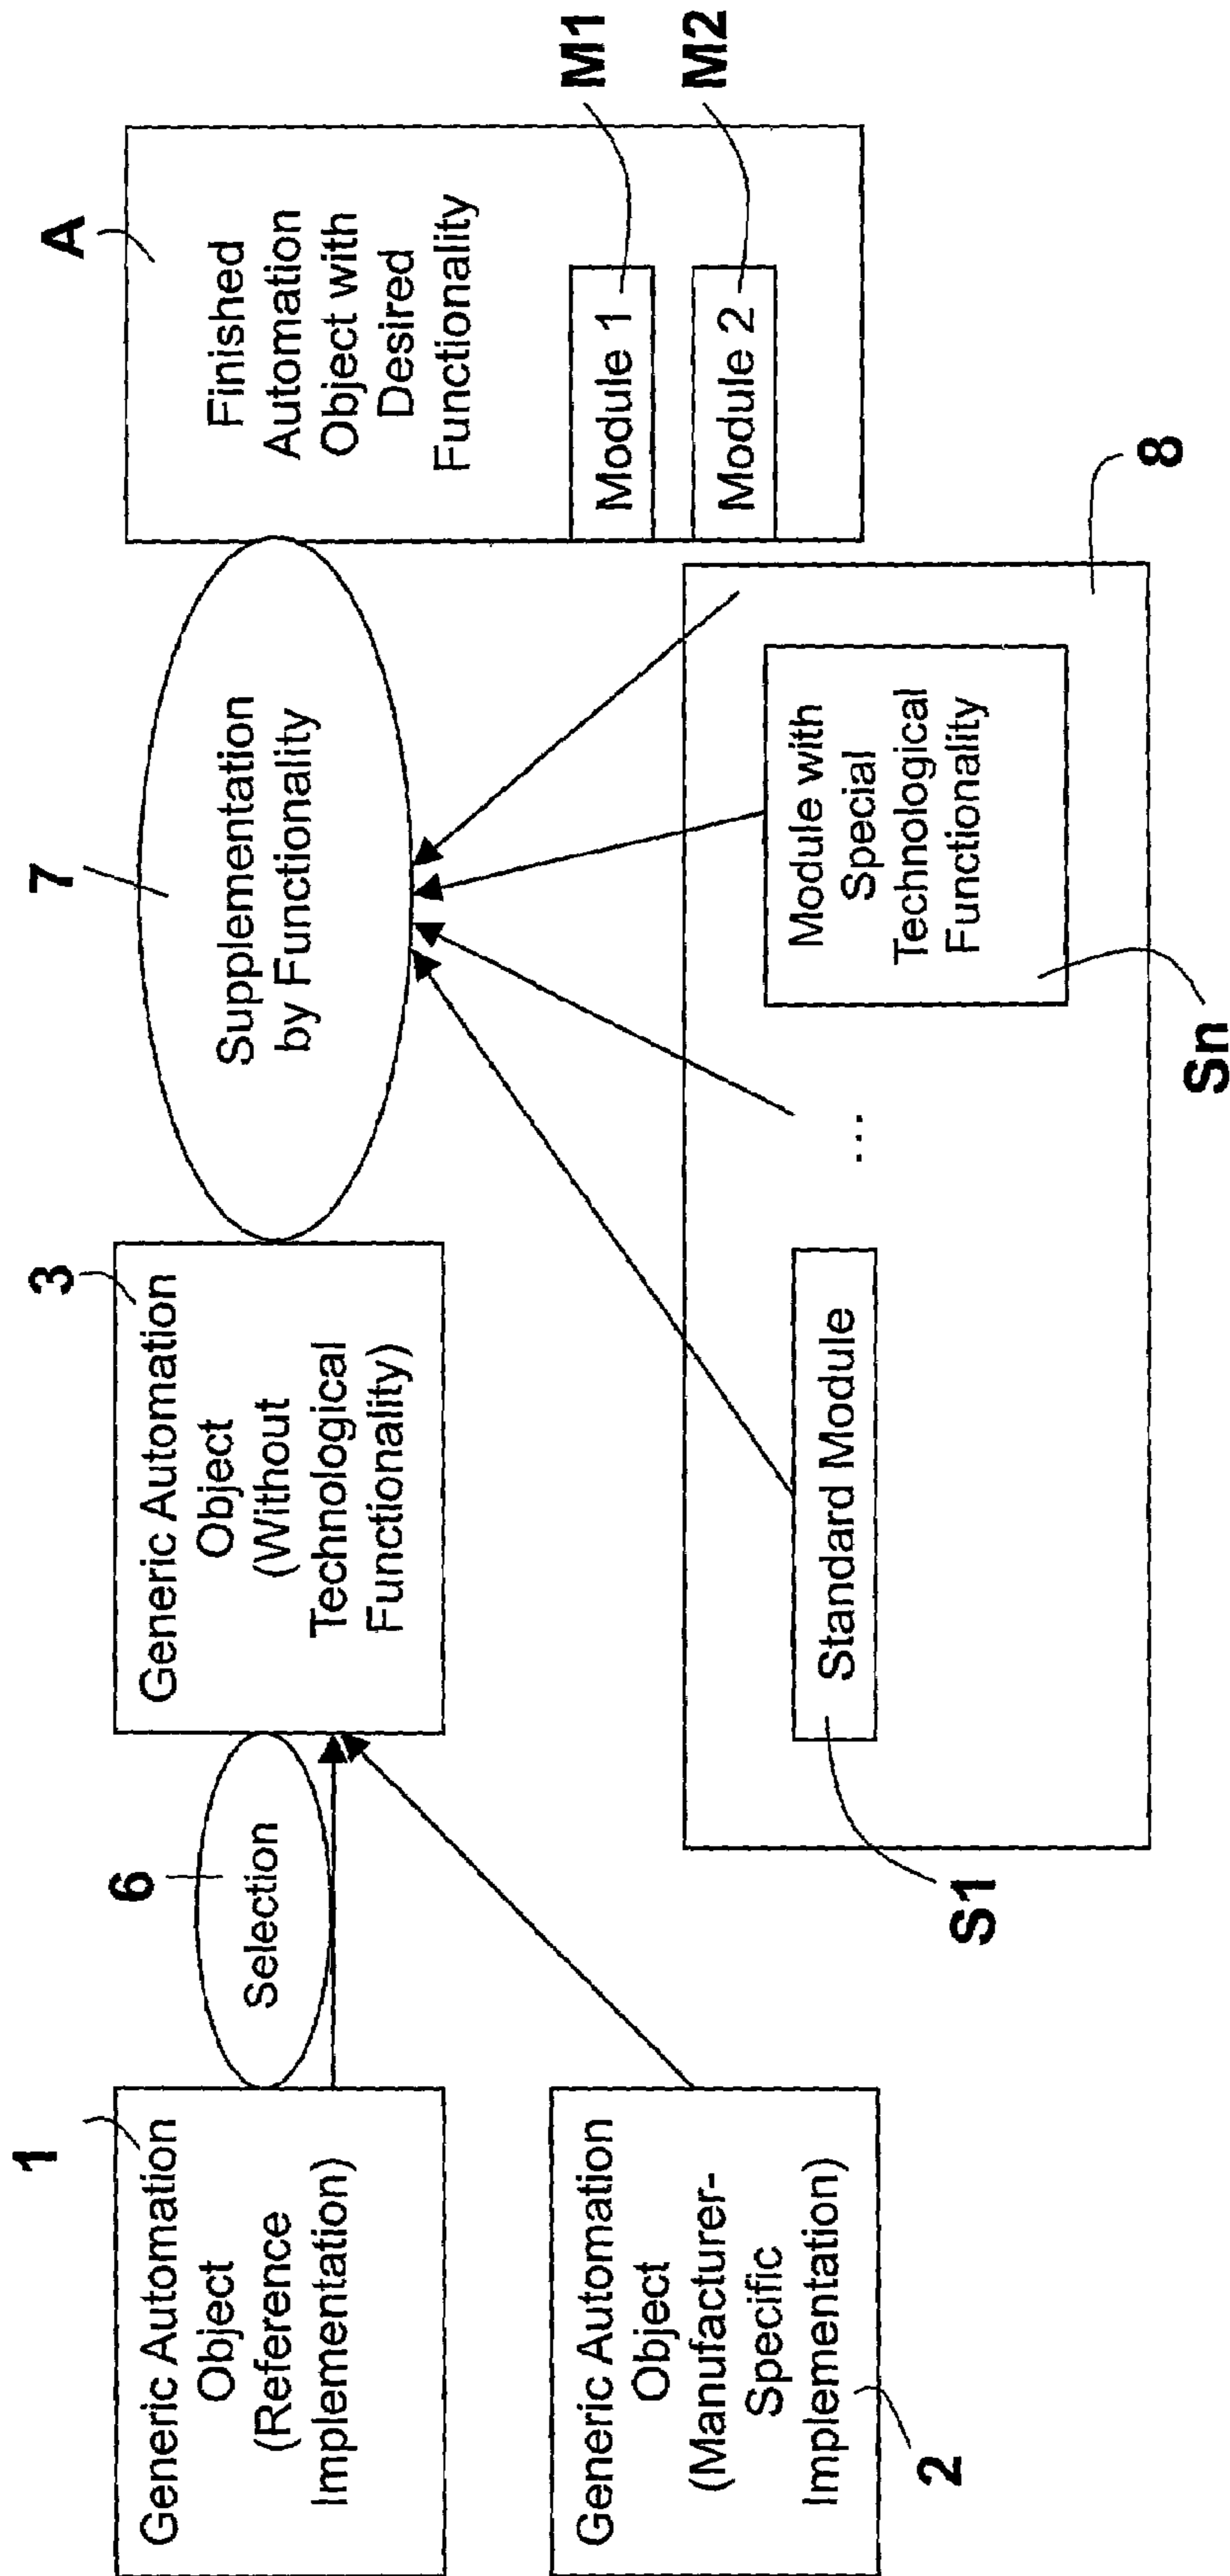 1
Generic Automation
Object
(Reference
Implementation)
6
Selection
3
Generic Automation
Object
(Without
Technological
Functionality)
7
Supplementation
by Functionality
A
Finished
Automation
Object with
Desired
Functionality
Module 1
M1
Module 2
M2
Generic Automation
Object
(Manufacturer-
Specific
Implementation)
2
Standard Module
S1
...
Module with
Special
Technological
Functionality
Sn
8